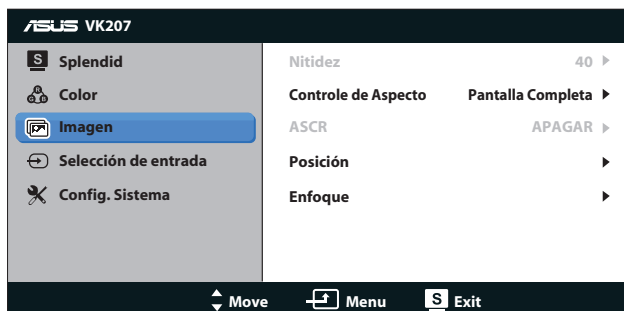 ASUS VK207
S Splendid
Color
Imagen
Selección de entrada
Config. Sistema
Nitidez 40
Controle de Aspecto Pantalla Completa
ASCR APAGAR
Posición
Enfoque
Move Menu S Exit